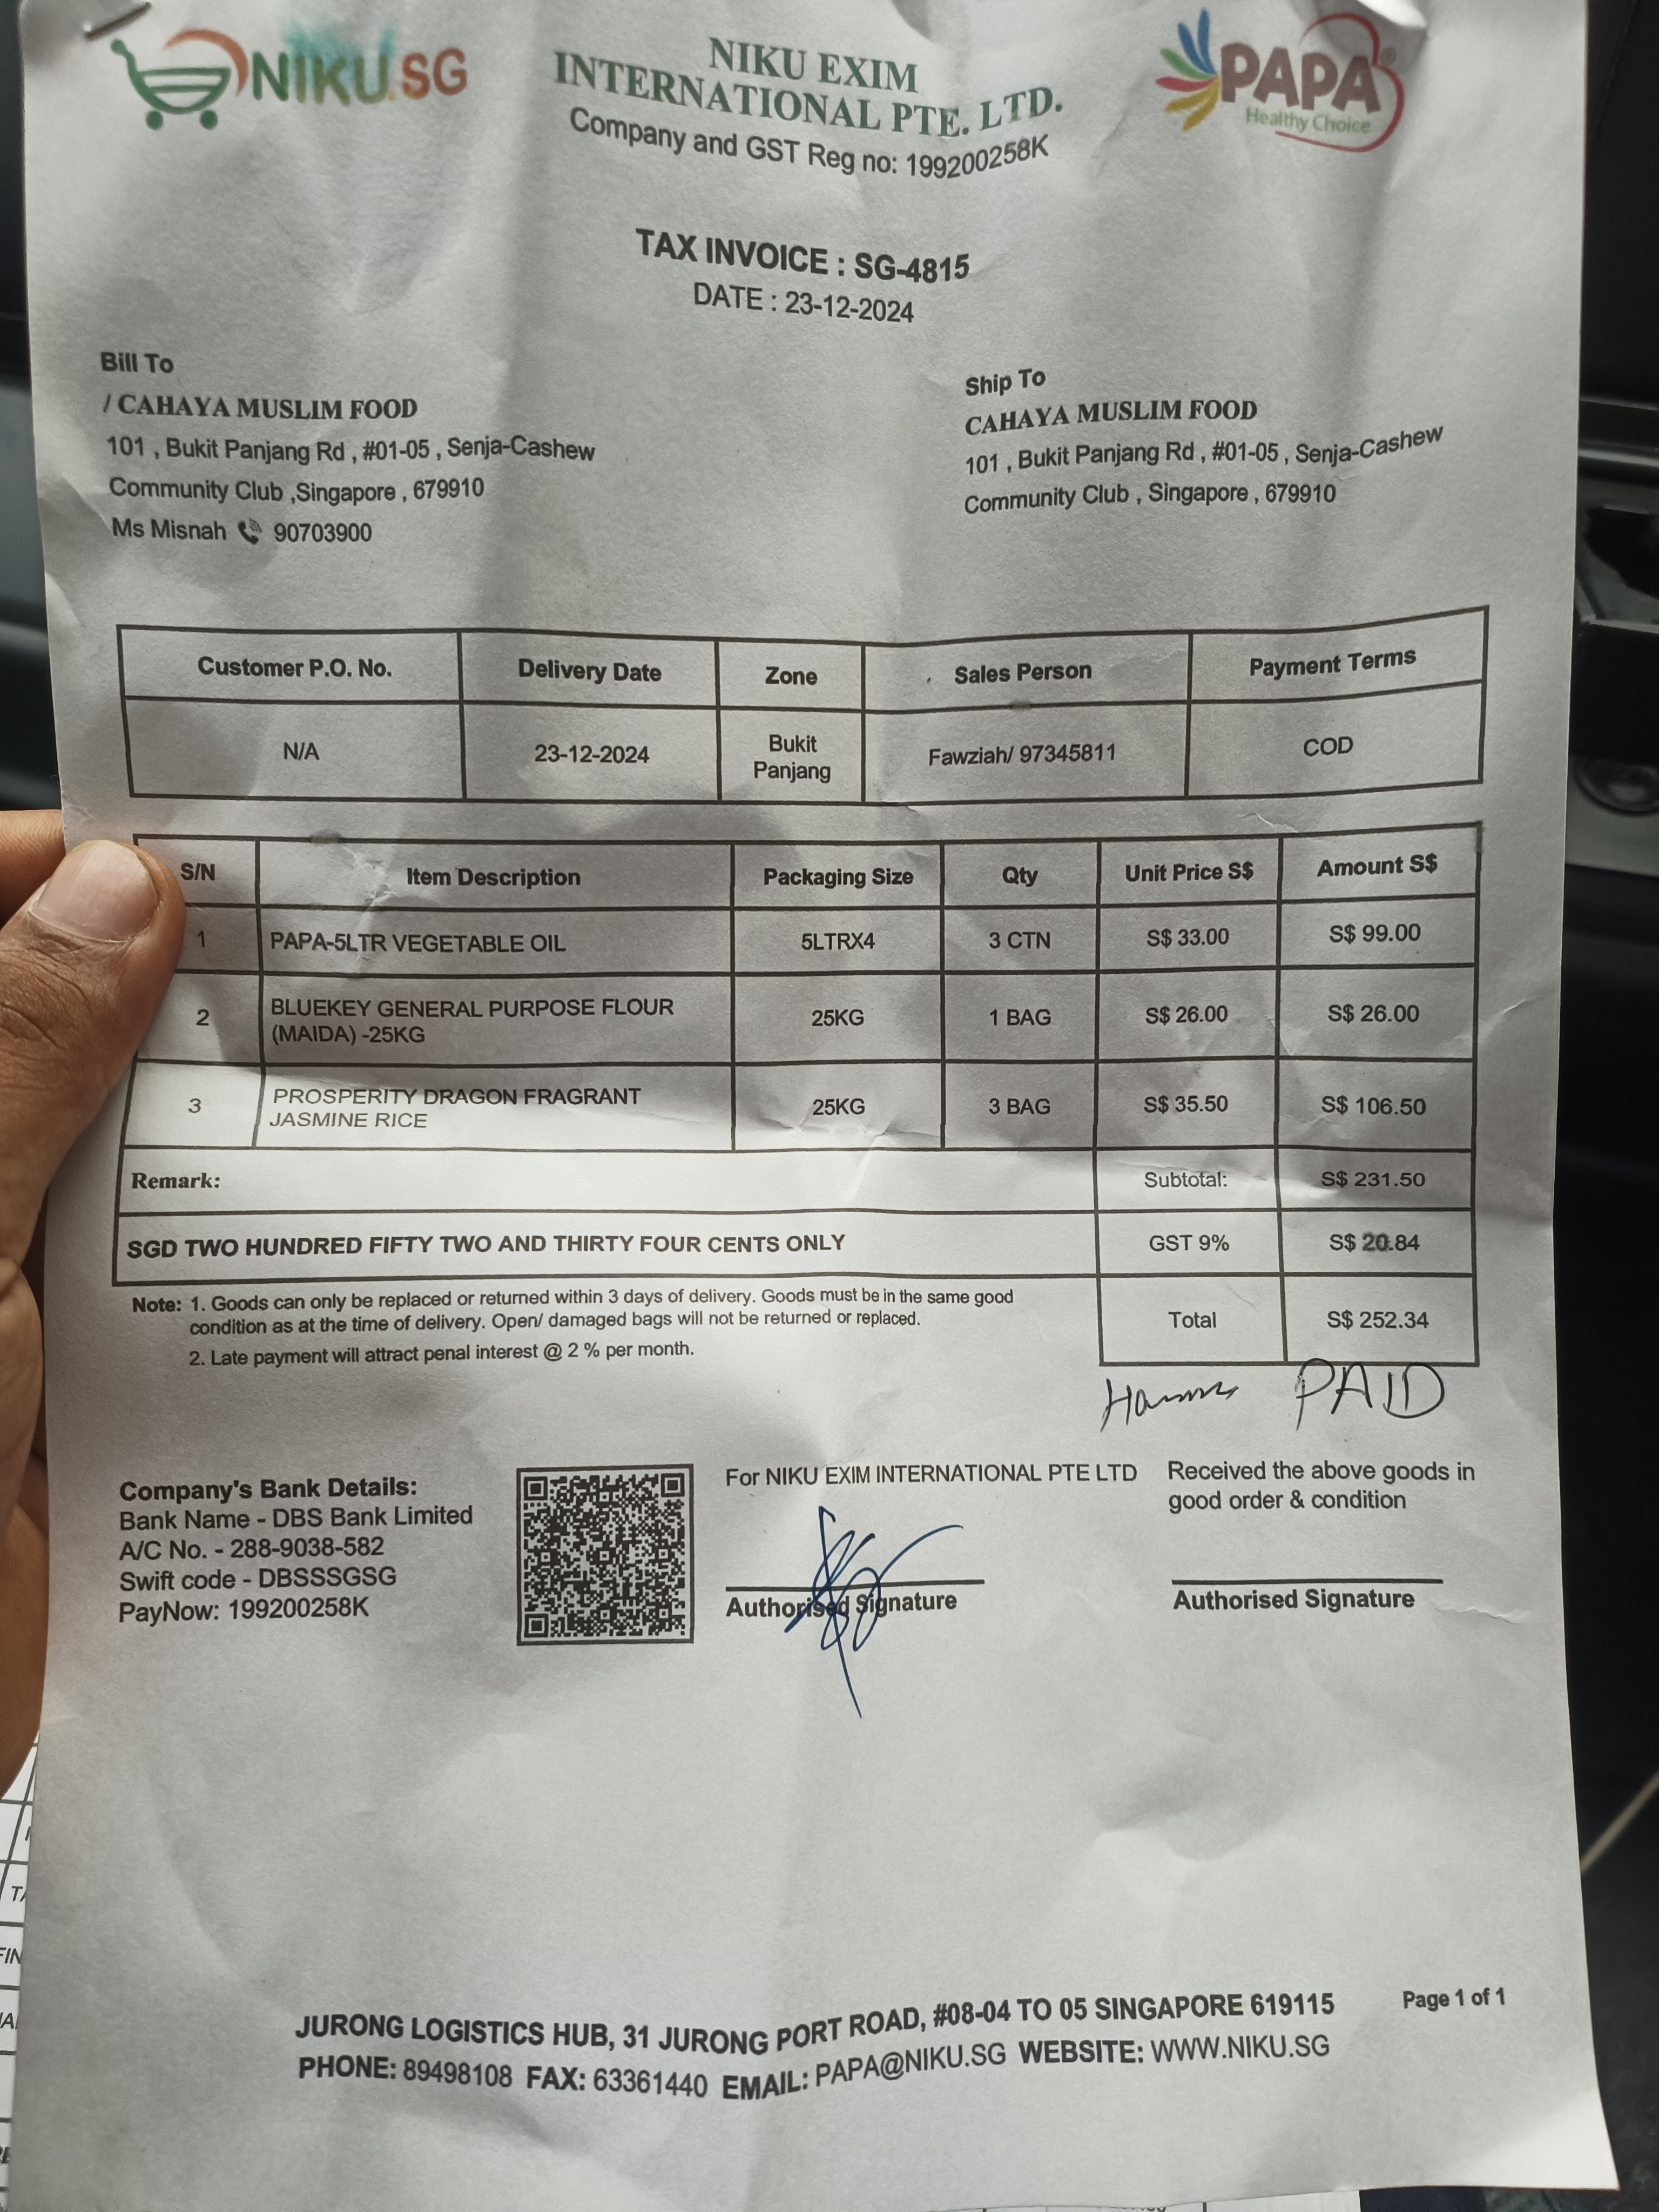 NIKU.SG
NIKU EXIM
INTERNATIONAL PTE. LTD.
Company and GST Reg no: 199200258K
PAPA®
Healthy Choice
TAX INVOICE : SG-4815
DATE : 23-12-2024
Bill To
/ CAHAYA MUSLIM FOOD
101 , Bukit Panjang Rd , #01-05 , Senja-Cashew
Community Club ,Singapore , 679910
Ms Misnah 90703900
Ship To
CAHAYA MUSLIM FOOD
101 , Bukit Panjang Rd , #01-05 , Senja-Cashew
Community Club , Singapore , 679910
Customer P.O. No. Delivery Date Zone Sales Person Payment Terms
N/A 23-12-2024 Bukit Panjang Fawziah/ 97345811 COD
S/N Item Description Packaging Size Qty Unit Price S$ Amount S$
1 PAPA-5LTR VEGETABLE OIL 5LTRX4 3 CTN S$ 33.00 S$ 99.00
2 BLUEKEY GENERAL PURPOSE FLOUR
(MAIDA) -25KG 25KG 1 BAG S$ 26.00 S$ 26.00
3 PROSPERITY DRAGON FRAGRANT
JASMINE RICE 25KG 3 BAG S$ 35.50 S$ 106.50
Remark: Subtotal: S$ 231.50
SGD TWO HUNDRED FIFTY TWO AND THIRTY FOUR CENTS ONLY GST 9% S$ 20.84
Total S$ 252.34
Note: 1. Goods can only be replaced or returned within 3 days of delivery. Goods must be in the same good
condition as at the time of delivery. Open/ damaged bags will not be returned or replaced.
2. Late payment will attract penal interest @ 2 % per month.
PAID
Company's Bank Details:
Bank Name - DBS Bank Limited
A/C No. - 288-9038-582
Swift code - DBSSSGSG
PayNow: 199200258K
For NIKU EXIM INTERNATIONAL PTE LTD
Authorised Signature
Received the above goods in
good order & condition
Authorised Signature
JURONG LOGISTICS HUB, 31 JURONG PORT ROAD, #08-04 TO 05 SINGAPORE 619115
PHONE: 89498108 FAX: 63361440 EMAIL: PAPA@NIKU.SG WEBSITE: WWW.NIKU.SG
Page 1 of 1